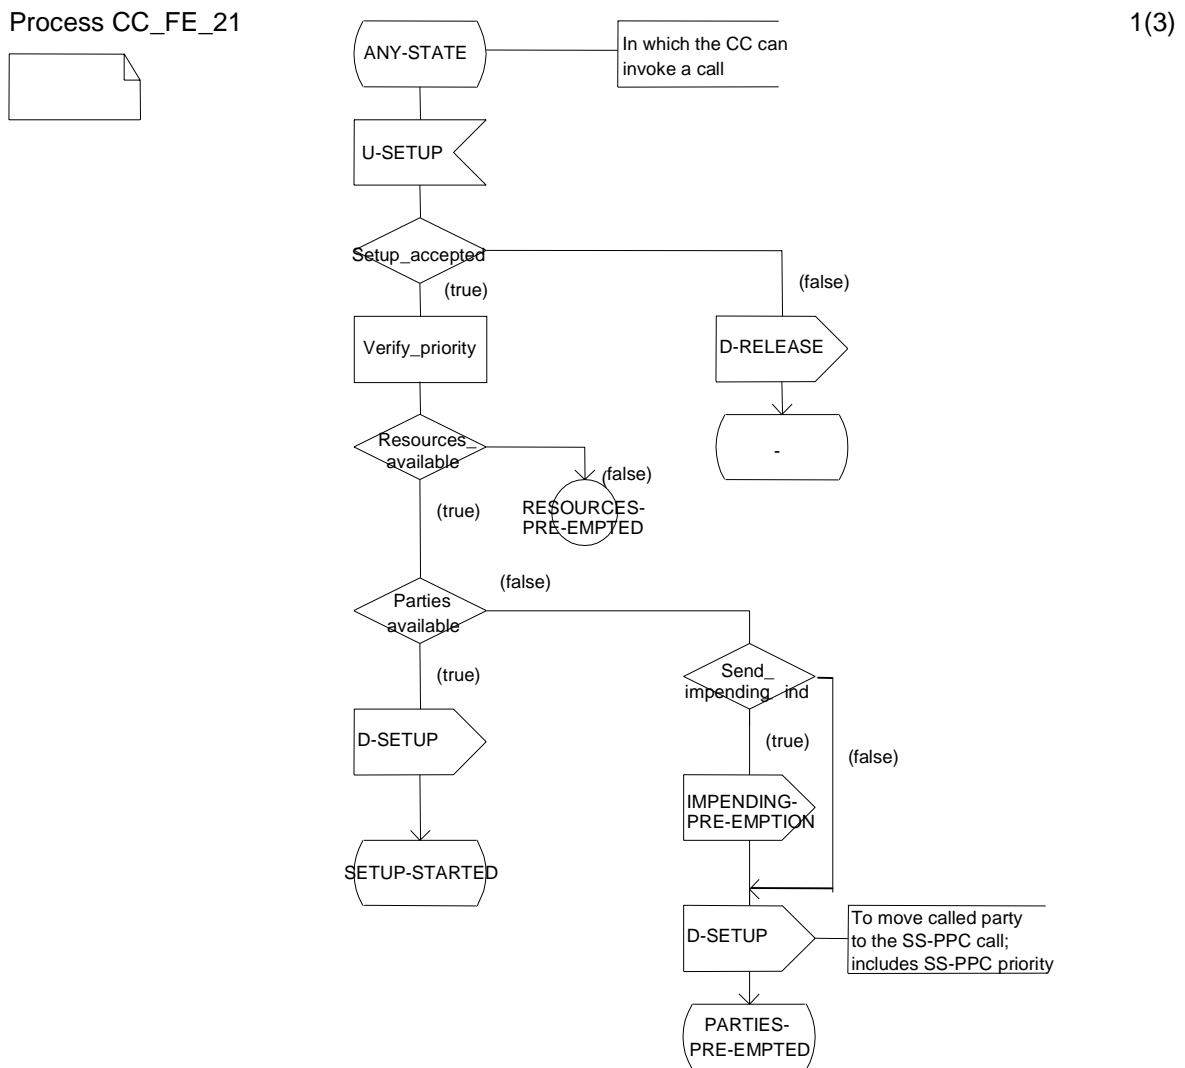 Process CC_FE_21
1(3)
ANY-STATE
In which the CC can
invoke a call
U-SETUP
Setup_accepted
(true)
(false)
Verify_priority
D-RELEASE
-
Resources_
available
(false)
(true)
RESOURCES-
PRE-EMPTED
(false)
Parties
available
(true)
Send_
impending_ind
D-SETUP
(true)
(false)
IMPENDING-
PRE-EMPTION
SETUP-STARTED
D-SETUP
To move called party
to the SS-PPC call;
includes SS-PPC priority
PARTIES-
PRE-EMPTED